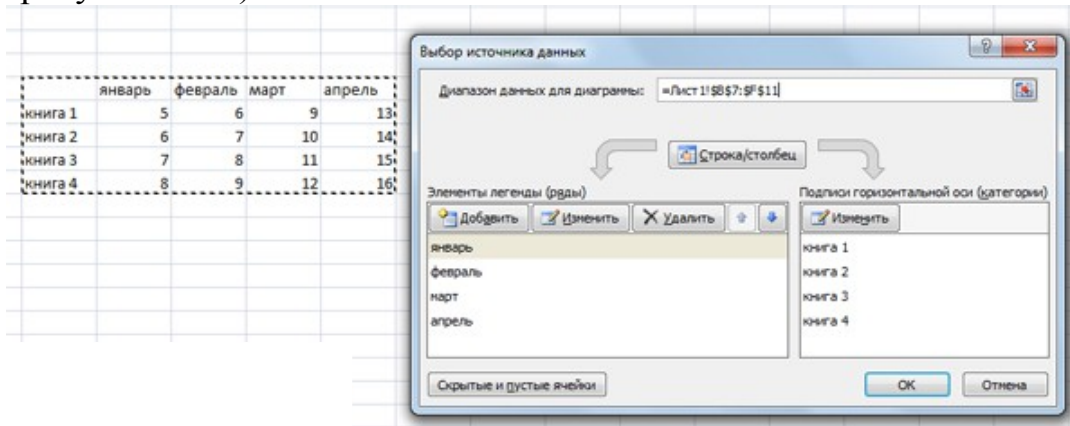 Выбор источника данных
Диапазон данных для диаграммы: =Лист1!$B$7:$F$11
январь февраль март апрель
книга 1 5 6 9 13
книга 2 6 7 10 14
книга 3 7 8 11 15
книга 4 8 9 12 16
Строка/столбец
Элементы легенды (ряды)
Добавить Изменить Удалить
январь
февраль
март
апрель
Подписи горизонтальной оси (категории)
Изменить
книга 1
книга 2
книга 3
книга 4
Скрытые и пустые ячейки
ОК Отмена